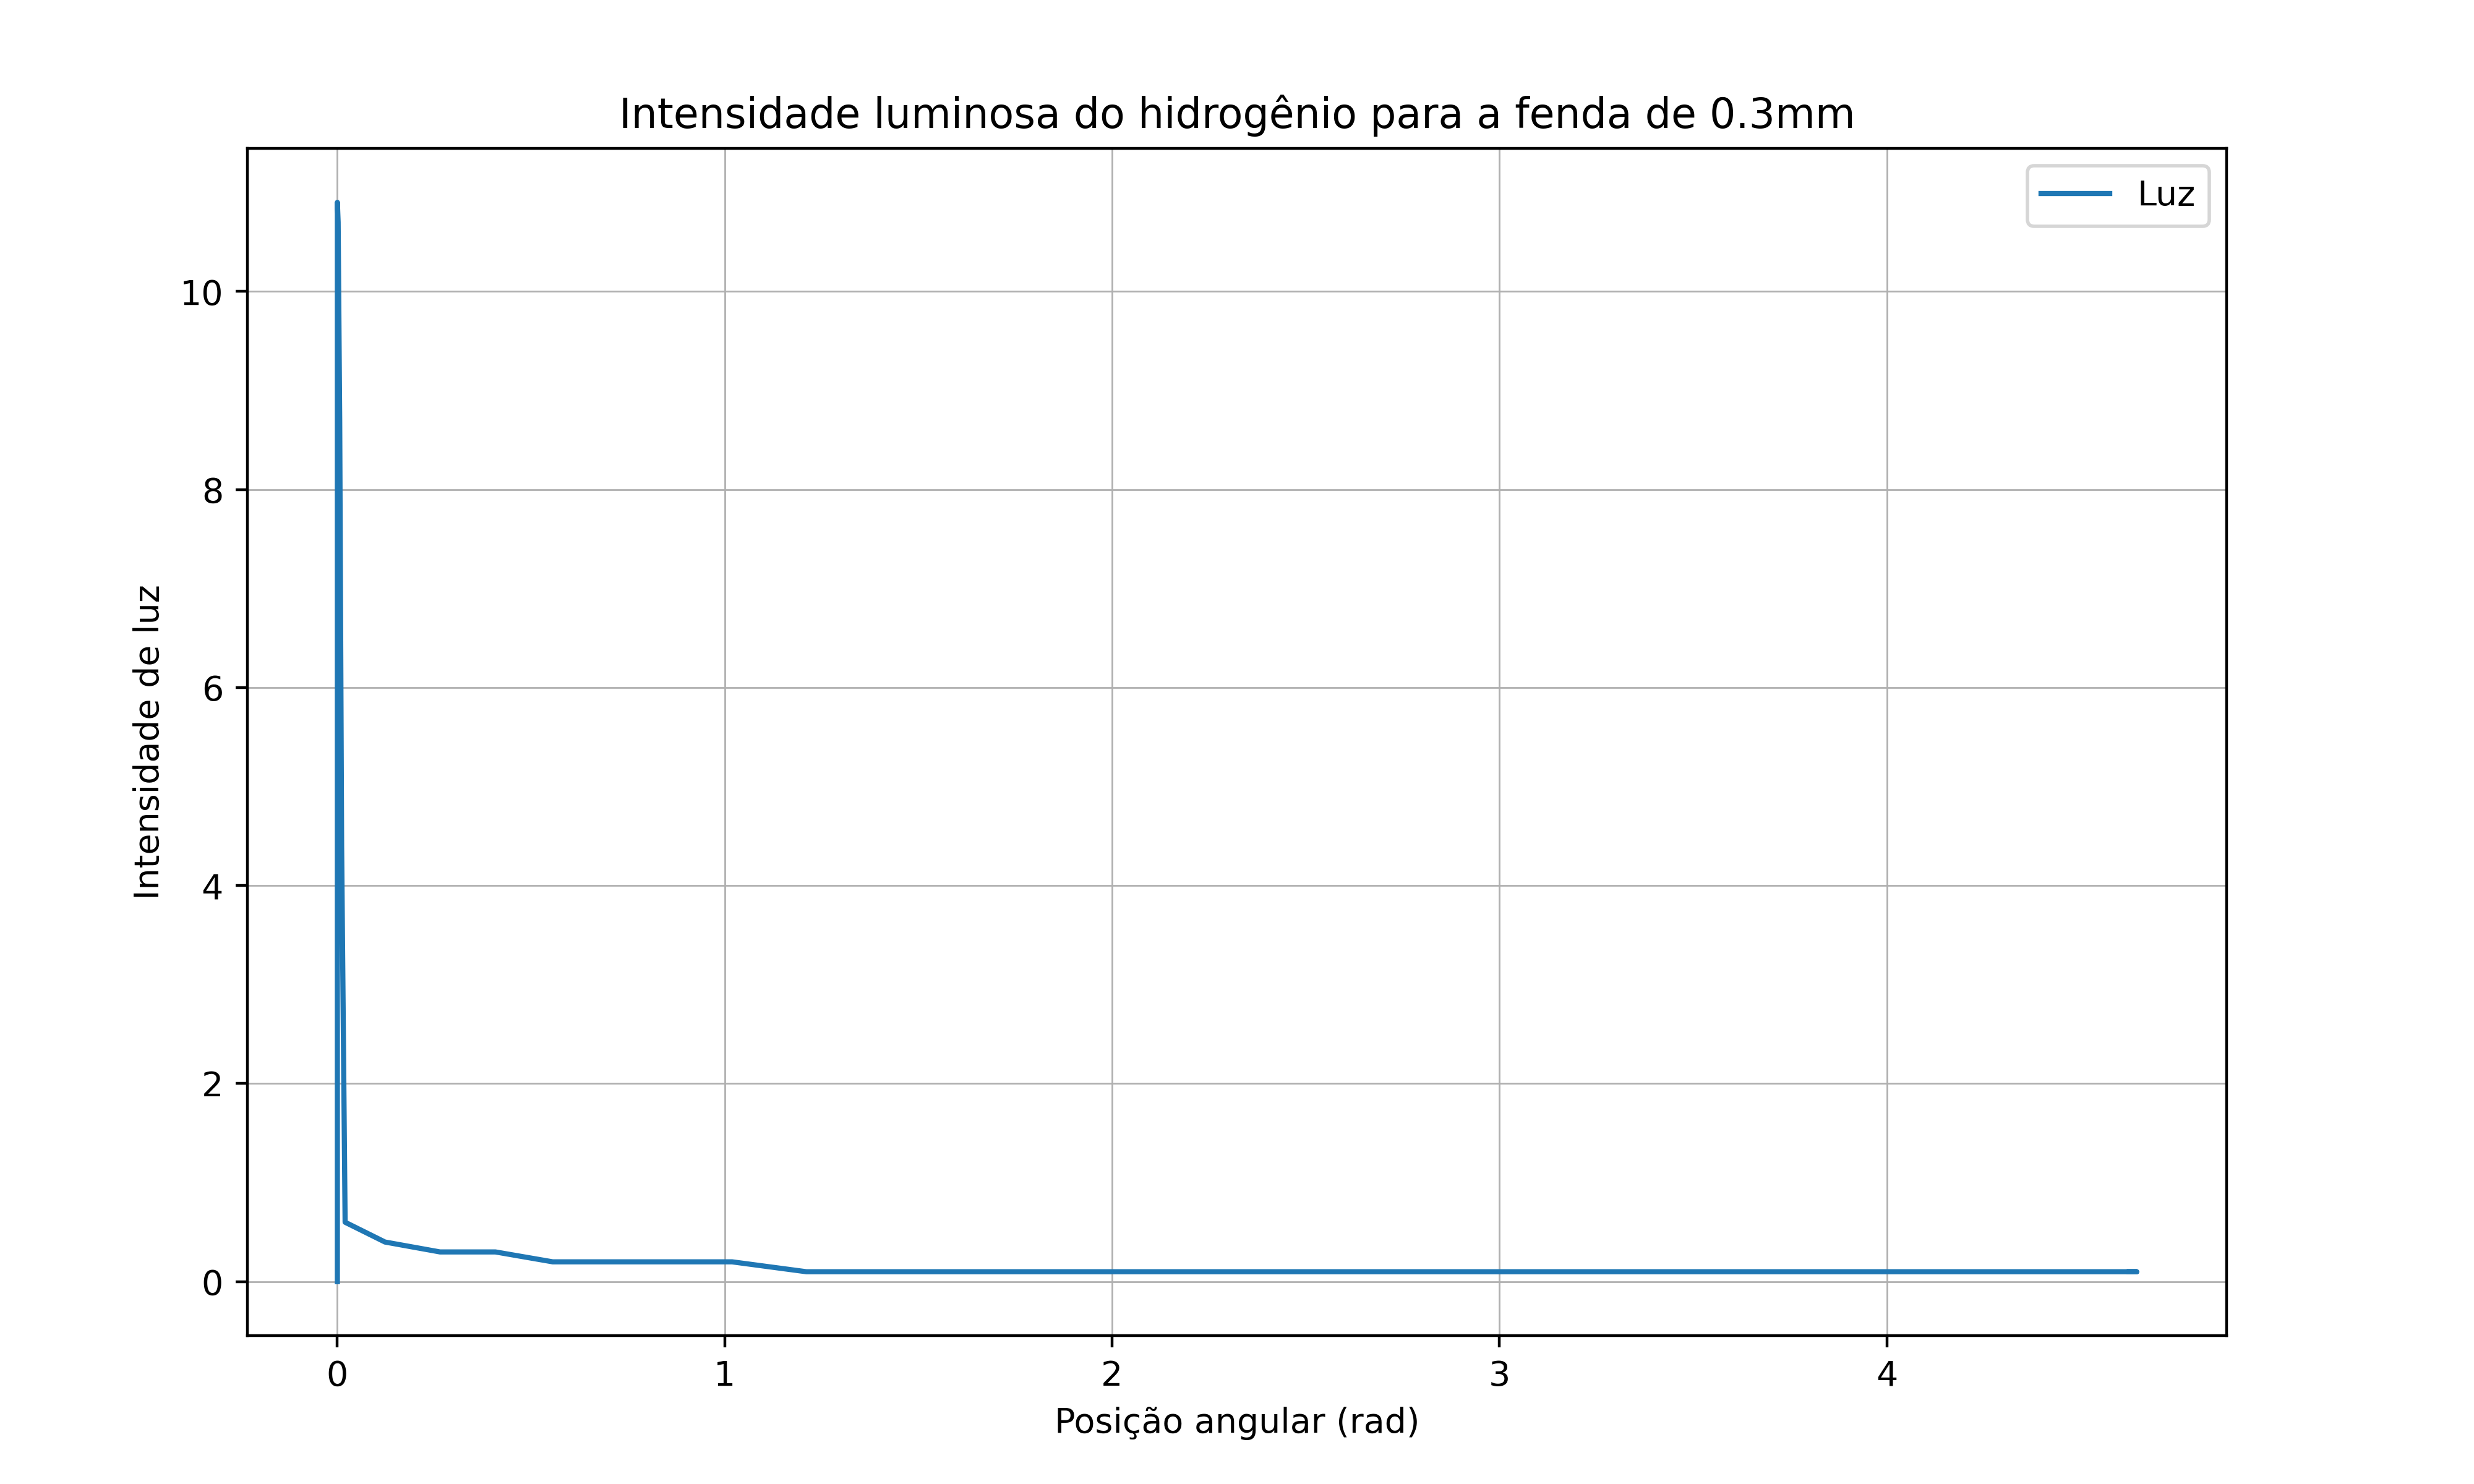 Intensidade luminosa do hidrogênio para a fenda de 0.3mm
Luz
10
8
6
4
2
0
Intensidade de luz
0 1 2 3 4
Posição angular (rad)